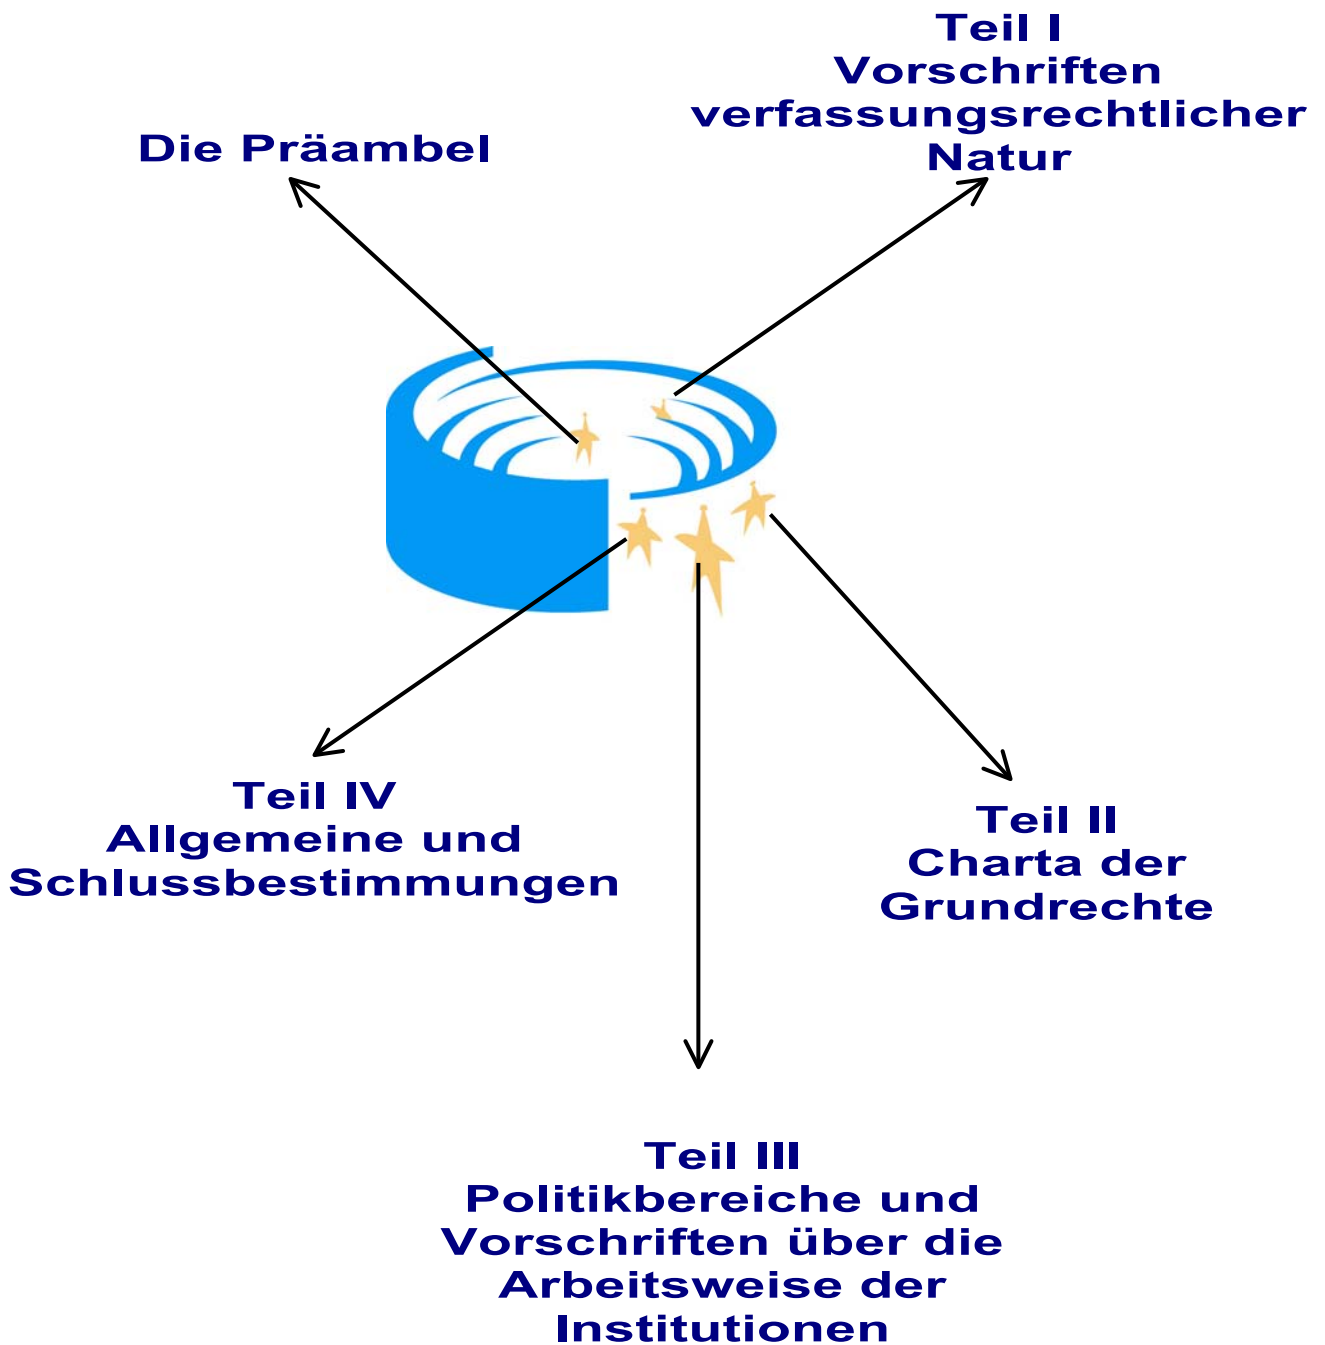 Die Präambel
Teil I
Vorschriften
verfassungsrechtlicher
Natur
Teil IV
Allgemeine und
Schlussbestimmungen
Teil II
Charta der
Grundrechte
Teil III
Politikbereiche und
Vorschriften über die
Arbeitsweise der
Institutionen